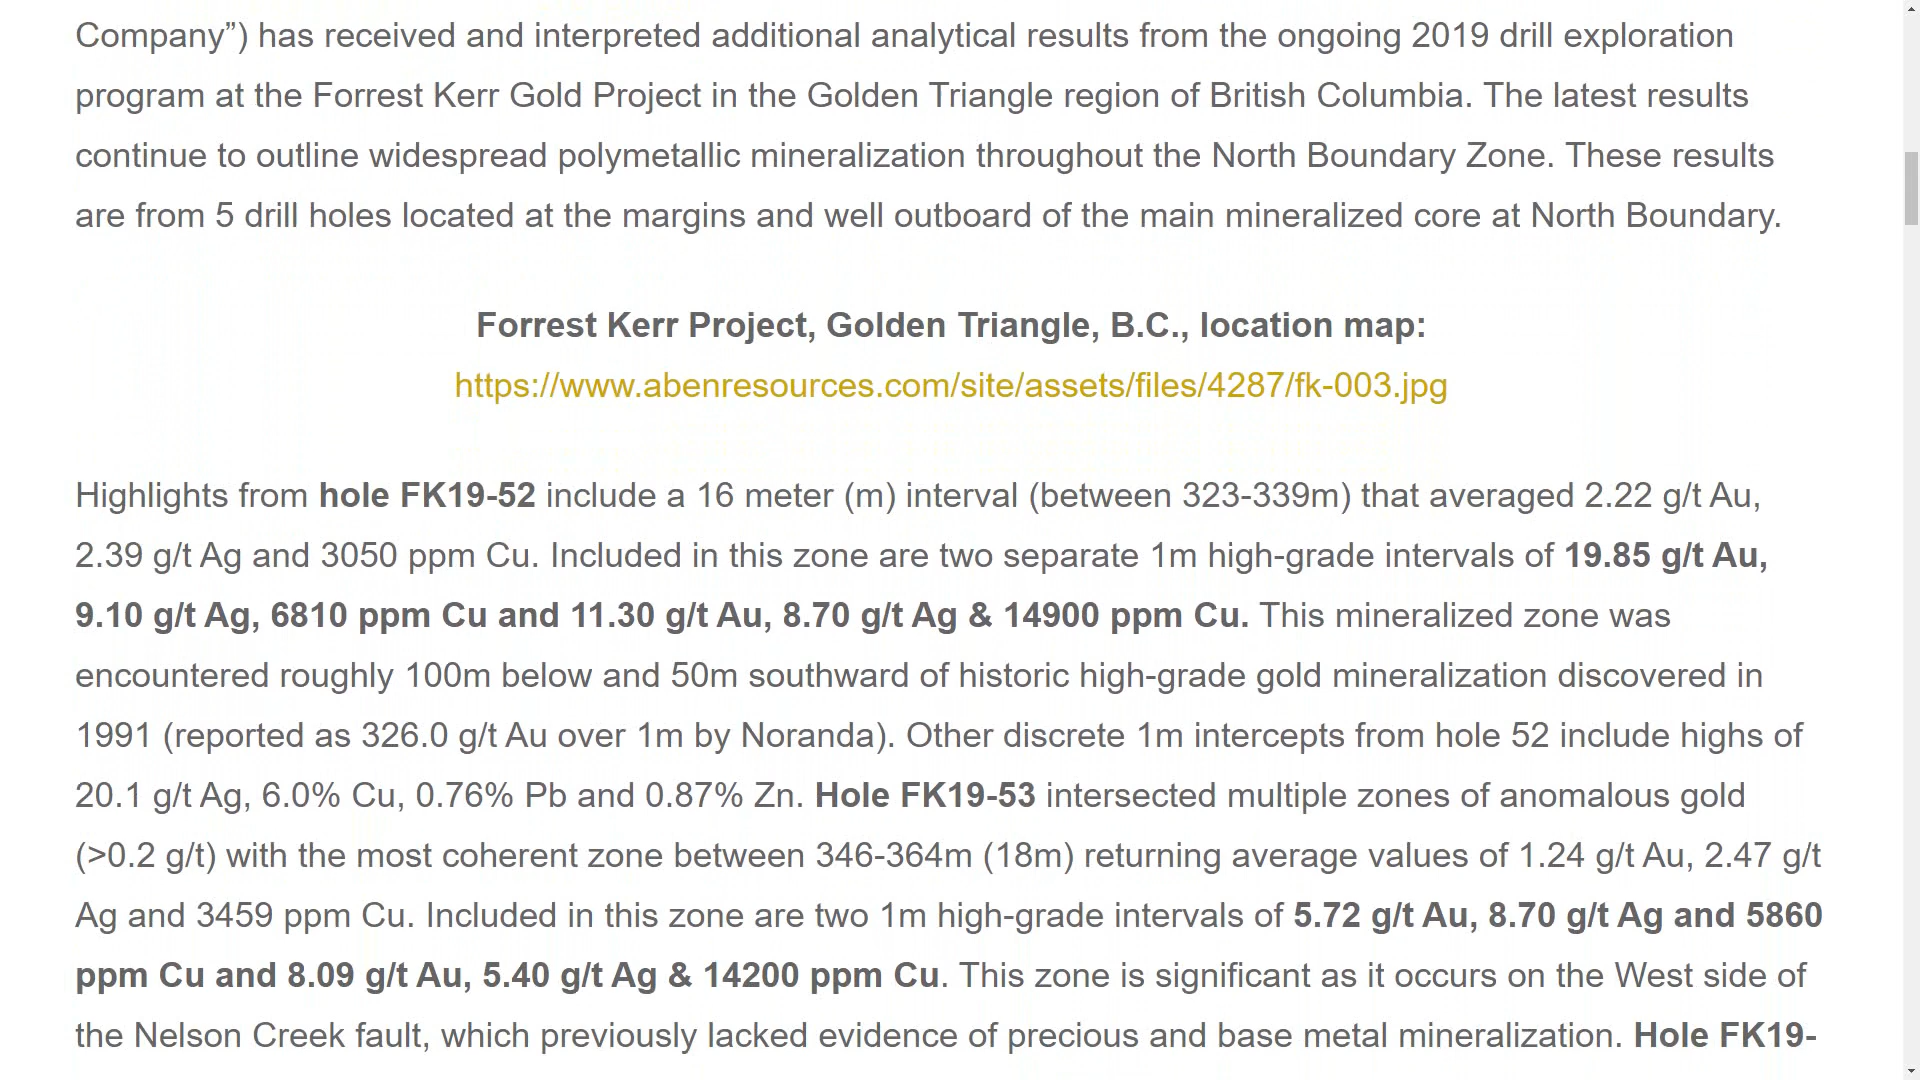 Company”) has received and interpreted additional analytical results from the ongoing 2019 drill exploration
program at the Forrest Kerr Gold Project in the Golden Triangle region of British Columbia. The latest results
continue to outline widespread polymetallic mineralization throughout the North Boundary Zone. These results
are from 5 drill holes located at the margins and well outboard of the main mineralized core at North Boundary.
Forrest Kerr Project, Golden Triangle, B.C., location map:
https://www.abenresources.com/site/assets/files/4287/fk-003.jpg
Highlights from hole FK19-52 include a 16 meter (m) interval (between 323-339m) that averaged 2.22 g/t Au,
2.39 g/t Ag and 3050 ppm Cu. Included in this zone are two separate 1m high-grade intervals of 19.85 g/t Au,
9.10 g/t Ag, 6810 ppm Cu and 11.30 g/t Au, 8.70 g/t Ag & 14900 ppm Cu. This mineralized zone was
encountered roughly 100m below and 50m southward of historic high-grade gold mineralization discovered in
1991 (reported as 326.0 g/t Au over 1m by Noranda). Other discrete 1m intercepts from hole 52 include highs of
20.1 g/t Ag, 6.0% Cu, 0.76% Pb and 0.87% Zn. Hole FK19-53 intersected multiple zones of anomalous gold
(>0.2 g/t) with the most coherent zone between 346-364m (18m) returning average values of 1.24 g/t Au, 2.47 g/t
Ag and 3459 ppm Cu. Included in this zone are two 1m high-grade intervals of 5.72 g/t Au, 8.70 g/t Ag and 5860
ppm Cu and 8.09 g/t Au, 5.40 g/t Ag & 14200 ppm Cu. This zone is significant as it occurs on the West side of
the Nelson Creek fault, which previously lacked evidence of precious and base metal mineralization. Hole FK19-